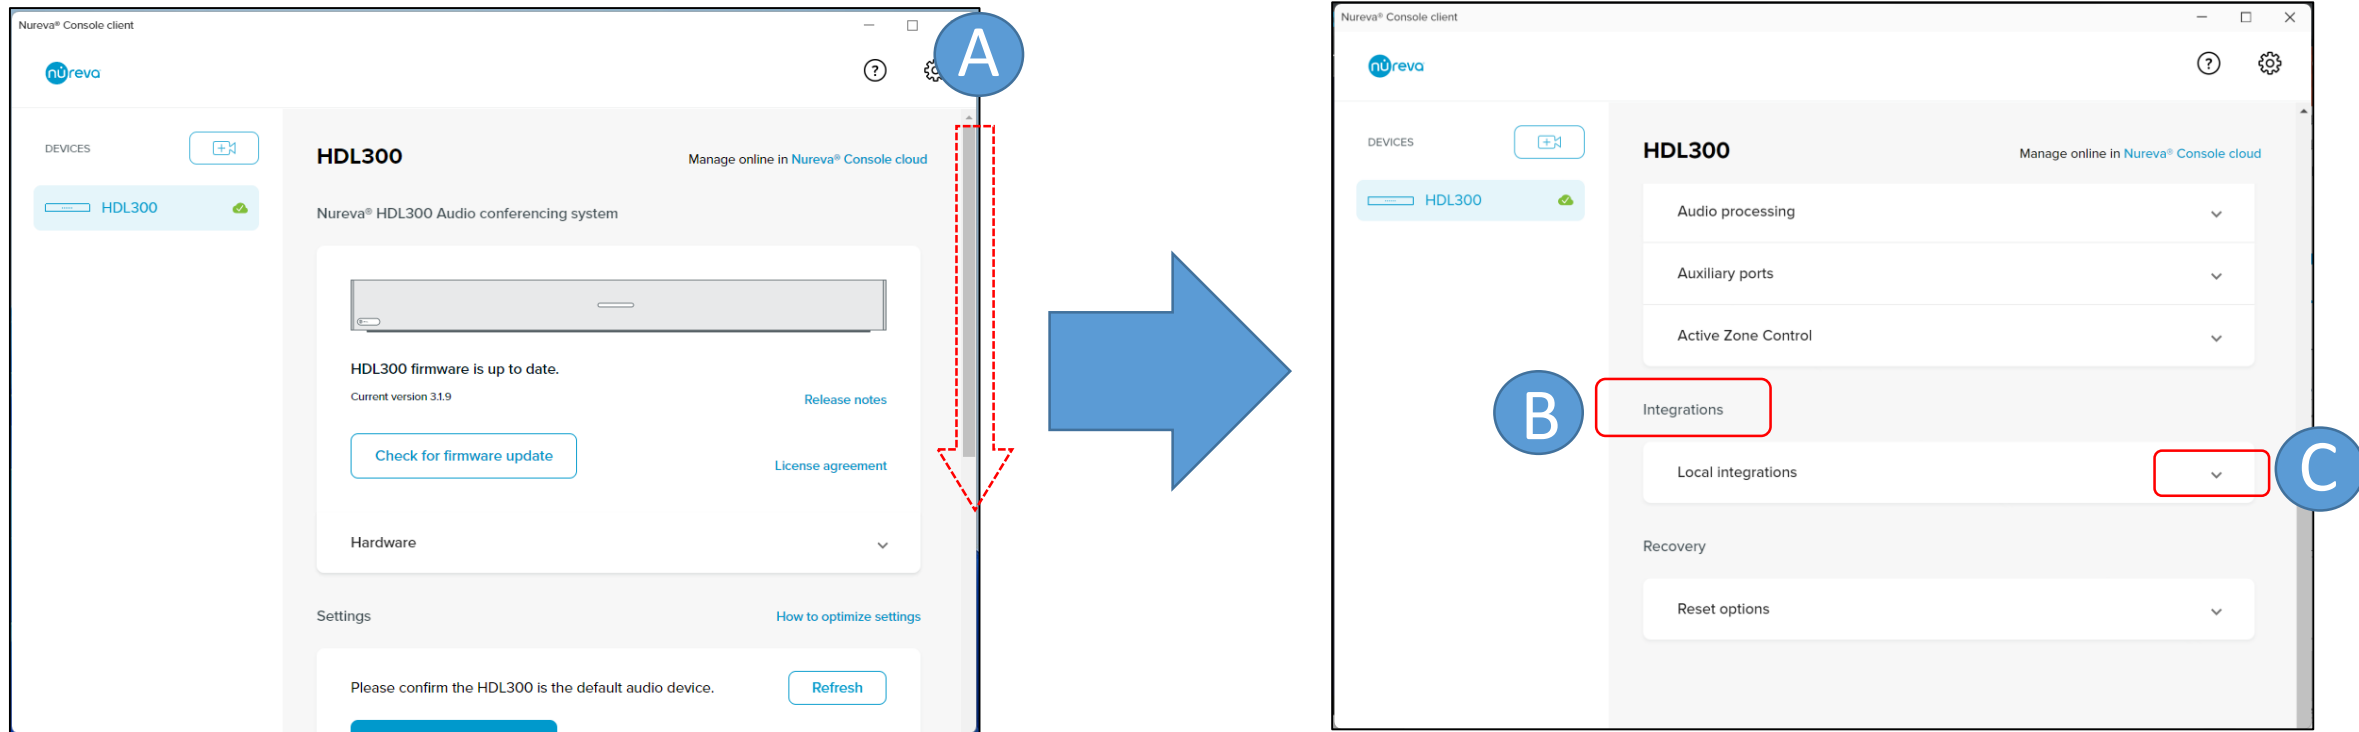 Nureva® Console client
A
nureva
?
DEVICES
HDL300
HDL300
Manage online in Nureva® Console cloud
Nureva® HDL300 Audio conferencing system
HDL300 firmware is up to date.
Current version 3.1.9
Release notes
Check for firmware update
License agreement
Hardware
Settings
How to optimize settings
Please confirm the HDL300 is the default audio device.
Refresh
Nureva® Console client
nureva
?
DEVICES
HDL300
HDL300
Manage online in Nureva® Console cloud
Audio processing
Auxiliary ports
Active Zone Control
B
Integrations
Local integrations
C
Recovery
Reset options